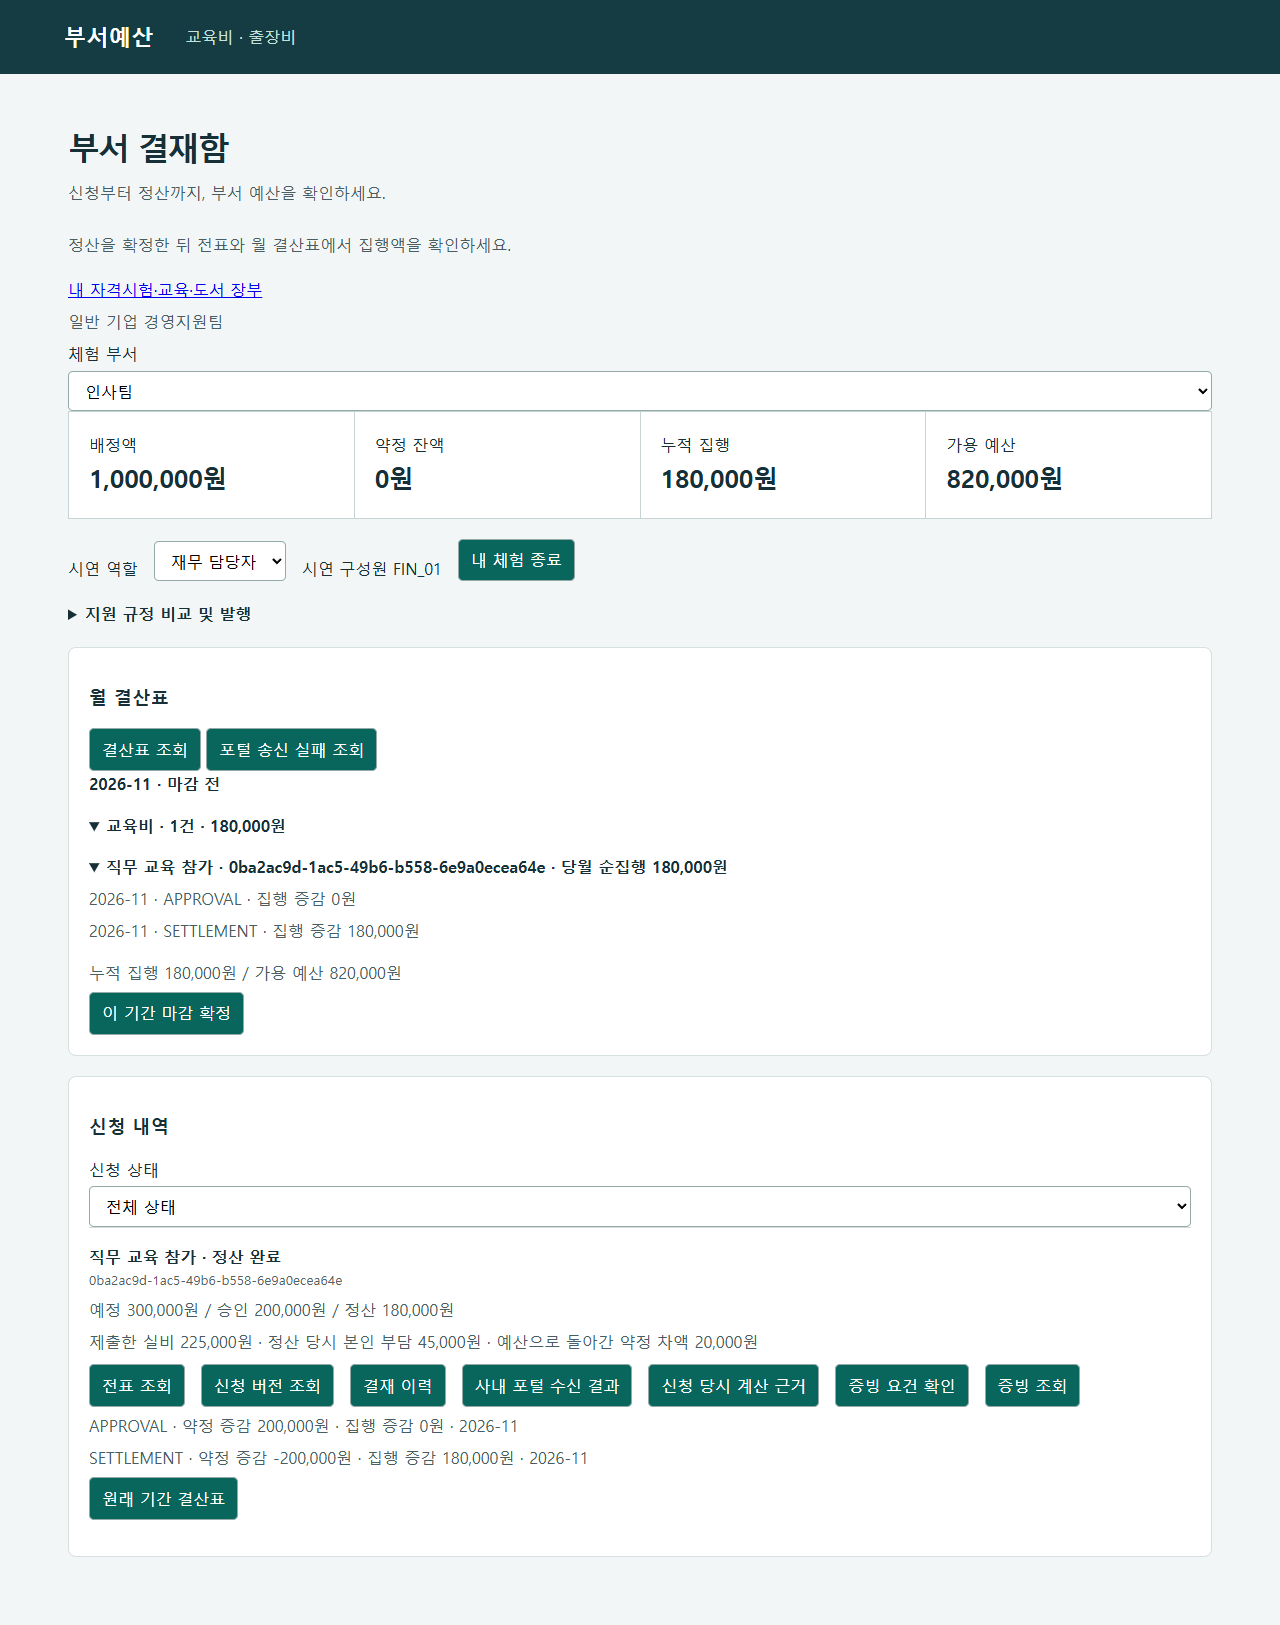 부서예산 교육비 · 출장비
부서 결재함
신청부터 정산까지, 부서 예산을 확인하세요.
정산을 확정한 뒤 전표와 월 결산표에서 집행액을 확인하세요.
내 자격시험·교육·도서 장부
일반 기업 경영지원팀
체험 부서
인사팀
배정액 약정 잔액 누적 집행 가용 예산
1,000,000원 0원 180,000원 820,000원
시연 역할 재무 담당자 시연 구성원 FIN_01 내 체험 종료
▶ 지원 규정 비교 및 발행
월 결산표
결산표 조회 포털 송신 실패 조회
2026-11 · 마감 전
▼ 교육비 · 1건 · 180,000원
▼ 직무 교육 참가 · 0ba2ac9d-1ac5-49b6-b558-6e9a0ecea64e · 당월 순집행 180,000원
2026-11 · APPROVAL · 집행 증감 0원
2026-11 · SETTLEMENT · 집행 증감 180,000원
누적 집행 180,000원 / 가용 예산 820,000원
이 기간 마감 확정
신청 내역
신청 상태
전체 상태
직무 교육 참가 · 정산 완료
0ba2ac9d-1ac5-49b6-b558-6e9a0ecea64e
예정 300,000원 / 승인 200,000원 / 정산 180,000원
제출한 실비 225,000원 · 정산 당시 본인 부담 45,000원 · 예산으로 돌아간 약정 차액 20,000원
전표 조회 신청 버전 조회 결재 이력 사내 포털 수신 결과 신청 당시 계산 근거 증빙 요건 확인 증빙 조회
APPROVAL · 약정 증감 200,000원 · 집행 증감 0원 · 2026-11
SETTLEMENT · 약정 증감 -200,000원 · 집행 증감 180,000원 · 2026-11
원래 기간 결산표